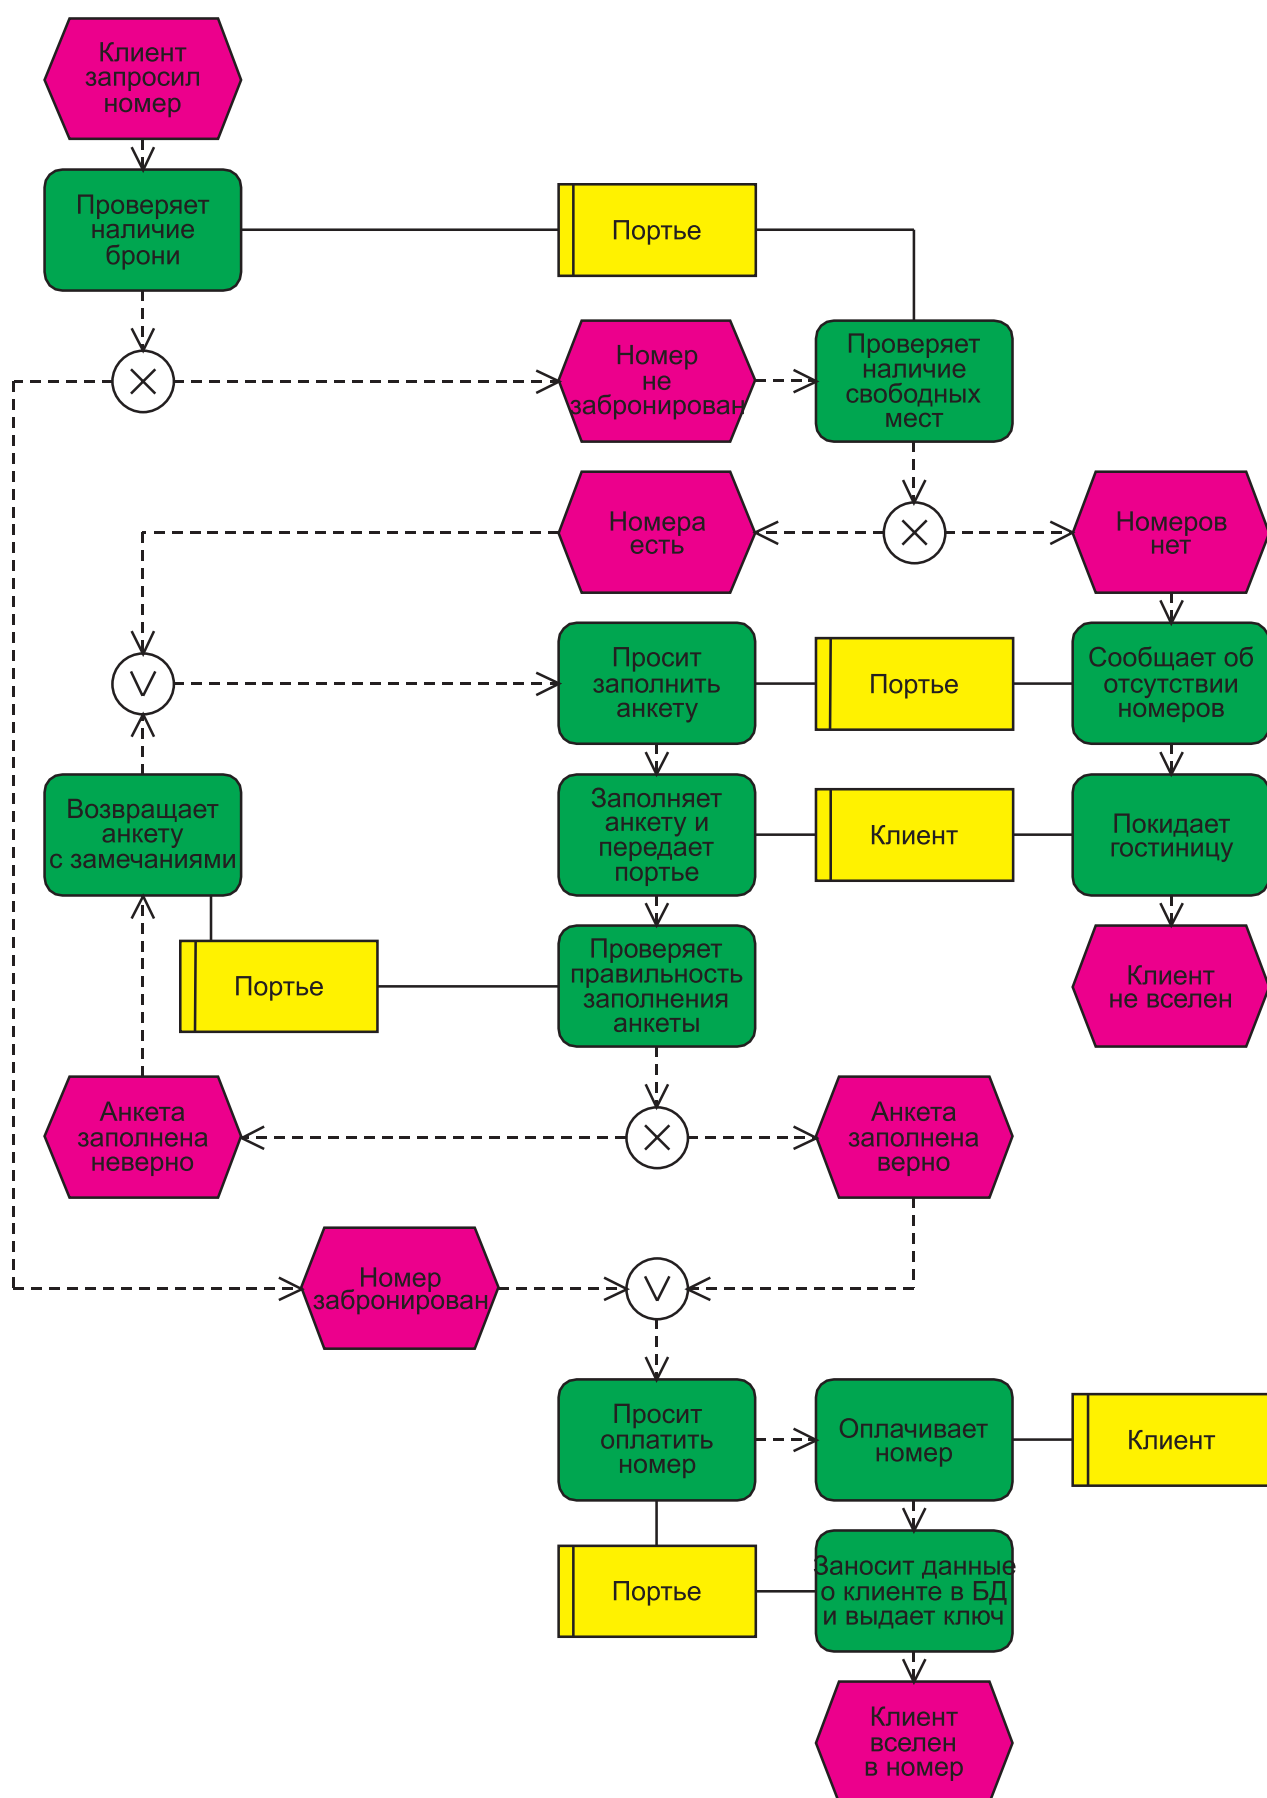 Клиент
запросил
номер
Проверяет
наличие
брони
Портье
Номер
не
забронирован
Проверяет
наличие
свободных
мест
Номера
есть
Номеров
нет
V
Просит
заполнить
анкету
Портье
Сообщает об
отсутствии
номеров
Возвращает
анкету
с замечаниями
Заполняет
анкету и
передает
портье
Клиент
Покидает
гостиницу
Портье
Проверяет
правильность
заполнения
анкеты
Клиент
не вселен
Анкета
заполнена
неверно
Анкета
заполнена
верно
Номер
забронирован
V
Просит
оплатить
номер
Оплачивает
номер
Клиент
Портье
Заносит данные
о клиенте в БД
и выдает ключ
Клиент
вселен
в номер